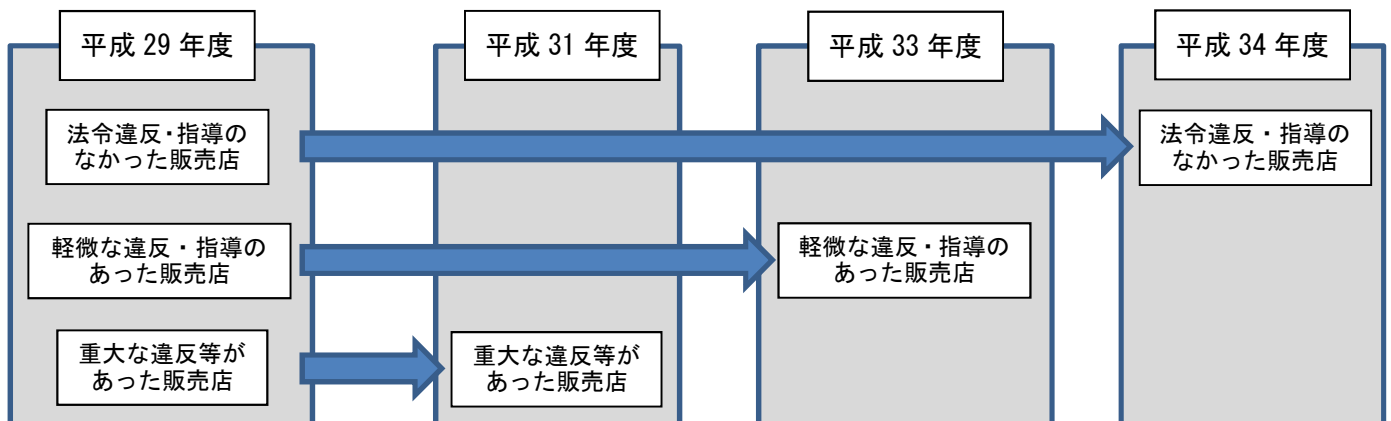 平成 29 年度
平成 31 年度
平成 33 年度
平成 34 年度
法令違反・指導の
なかった販売店
法令違反・指導の
なかった販売店
軽微な違反・指導の
あった販売店
軽微な違反・指導の
あった販売店
重大な違反等が
あった販売店
重大な違反等が
あった販売店